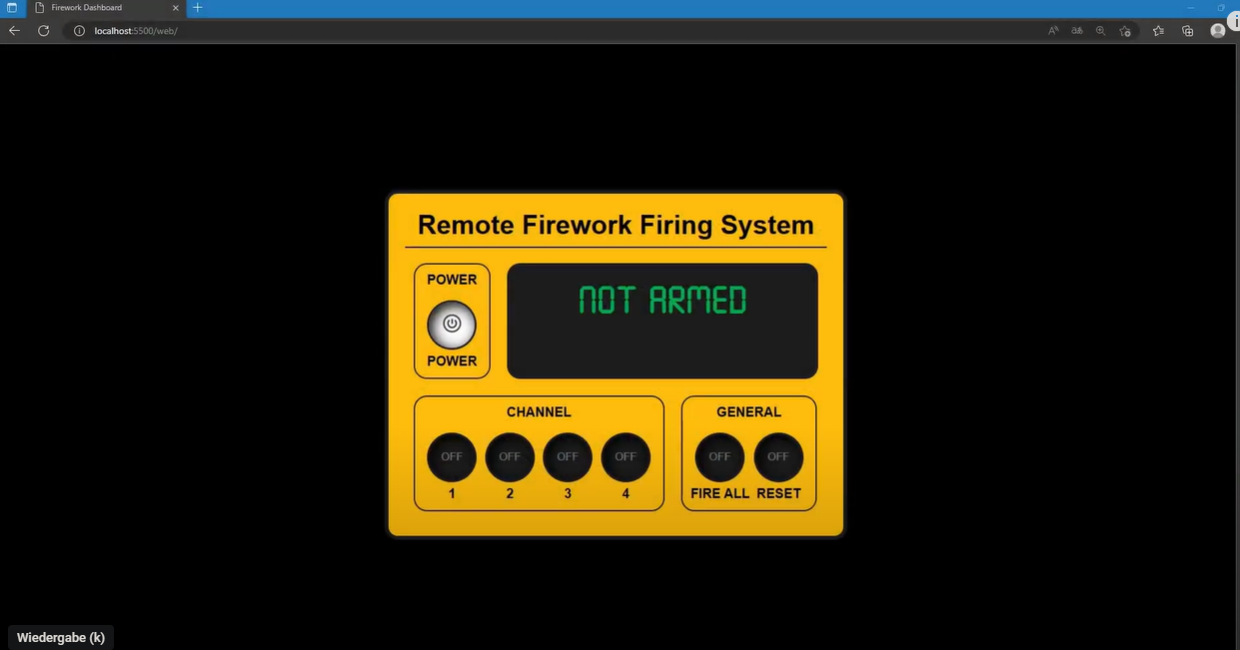 Firework Dashboard
localhost:5500/web/
Remote Firework Firing System
POWER
NOT ARMED
POWER
CHANNEL
OFF OFF OFF OFF
1 2 3 4
GENERAL
OFF OFF
FIRE ALL RESET
Wiedergabe (k)